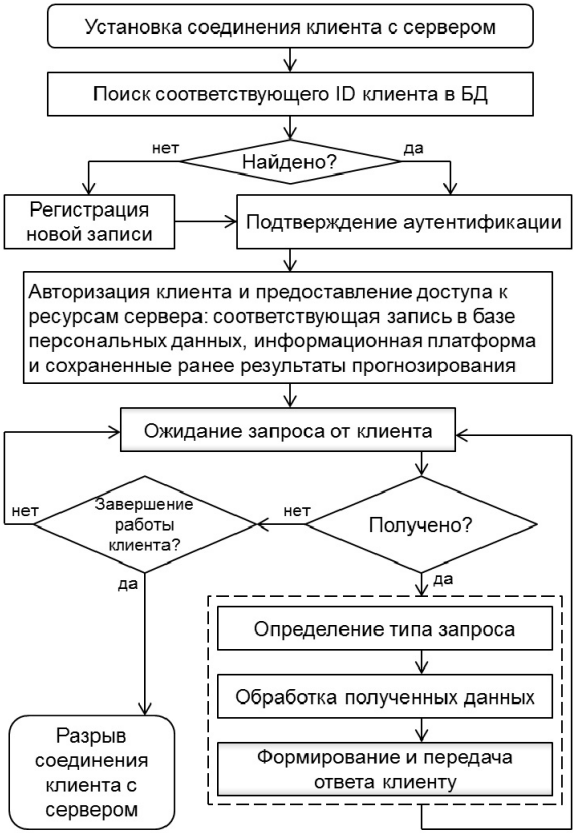 Установка соединения клиента с сервером
Поиск соответствующего ID клиента в БД
нет
Найдено?
да
Регистрация
новой записи
Подтверждение аутентификации
Авторизация клиента и предоставление доступа к
ресурсам сервера: соответствующая запись в базе
персональных данных, информационная платформа
и сохраненные ранее результаты прогнозирования
Ожидание запроса от клиента
нет
Завершение
работы
клиента?
нет
Получено?
да
да
Определение типа запроса
Обработка полученных данных
Формирование и передача
ответа клиенту
Разрыв
соединения
клиента с
сервером